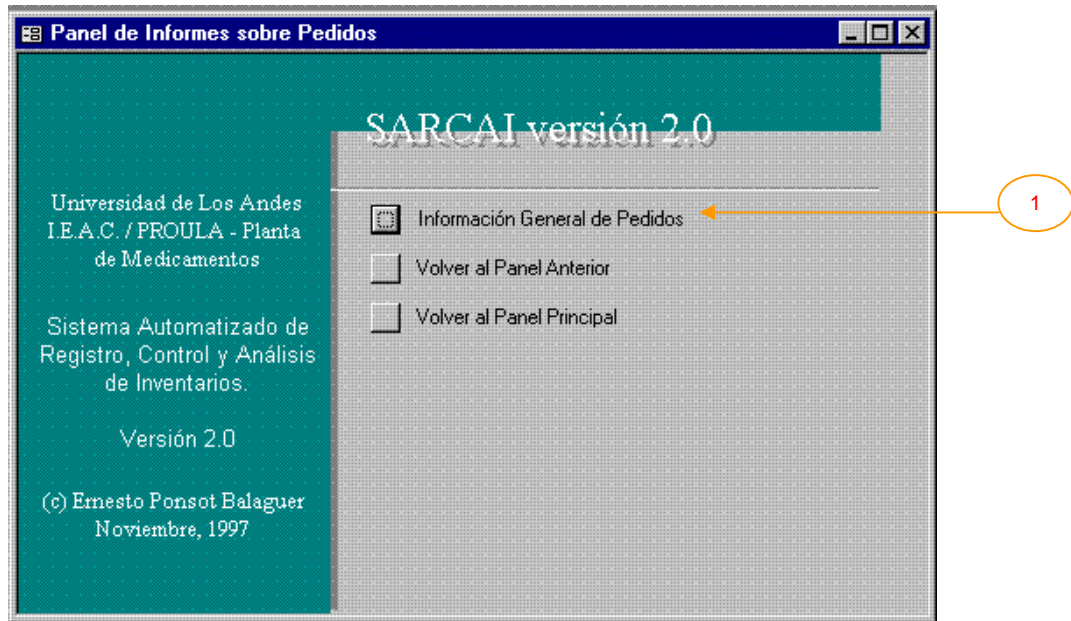 Panel de Informes sobre Pedidos
SARCAI versión 2.0
Universidad de Los Andes
I.E.A.C. / PROULA - Planta
de Medicamentos
Sistema Automatizado de
Registro, Control y Análisis
de Inventarios.
Versión 2.0
(c) Ernesto Ponsot Balaguer
Noviembre, 1997
Información General de Pedidos
Volver al Panel Anterior
Volver al Panel Principal
1